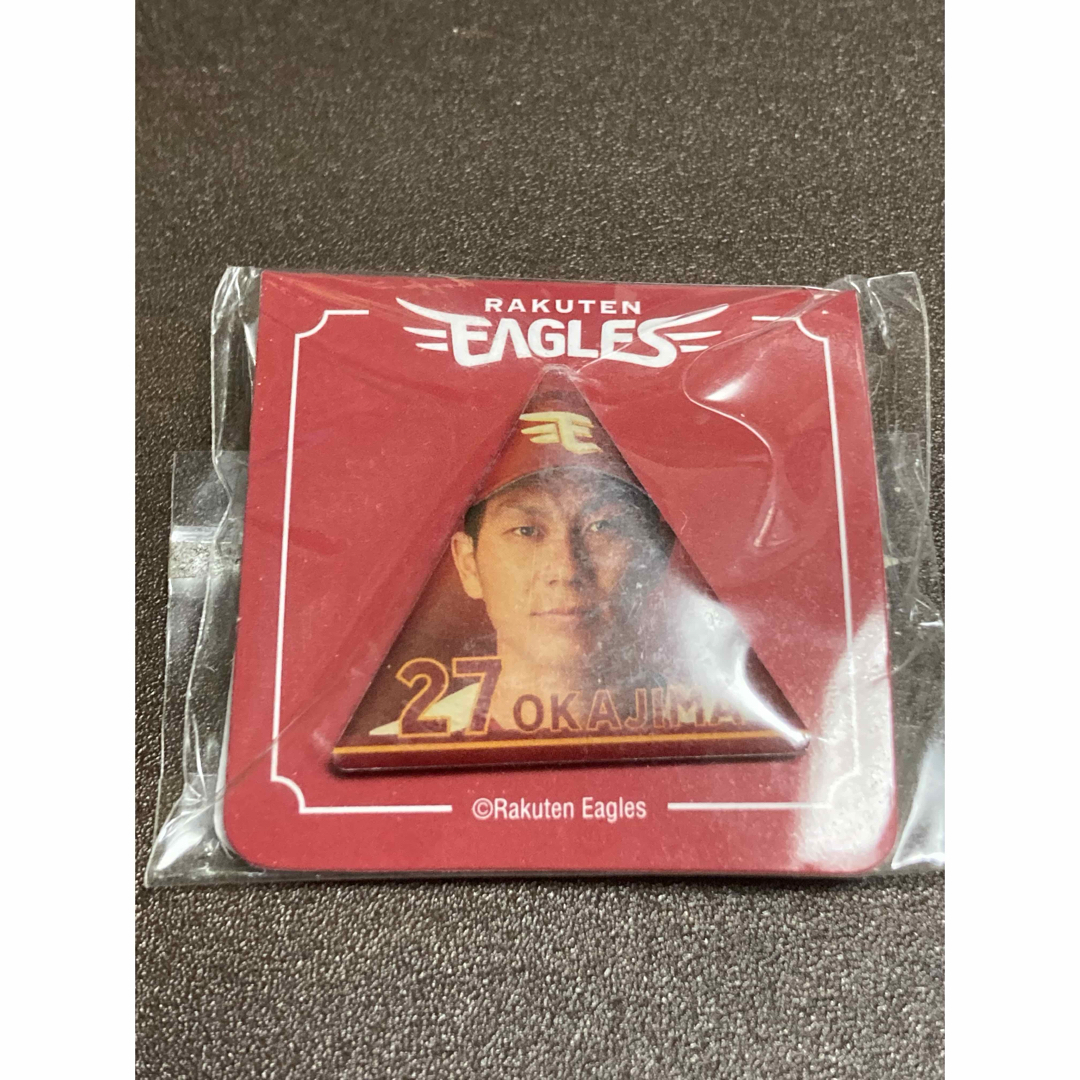 RAKUTEN
EAGLES
E
27 OKAJIMA
©Rakuten Eagles